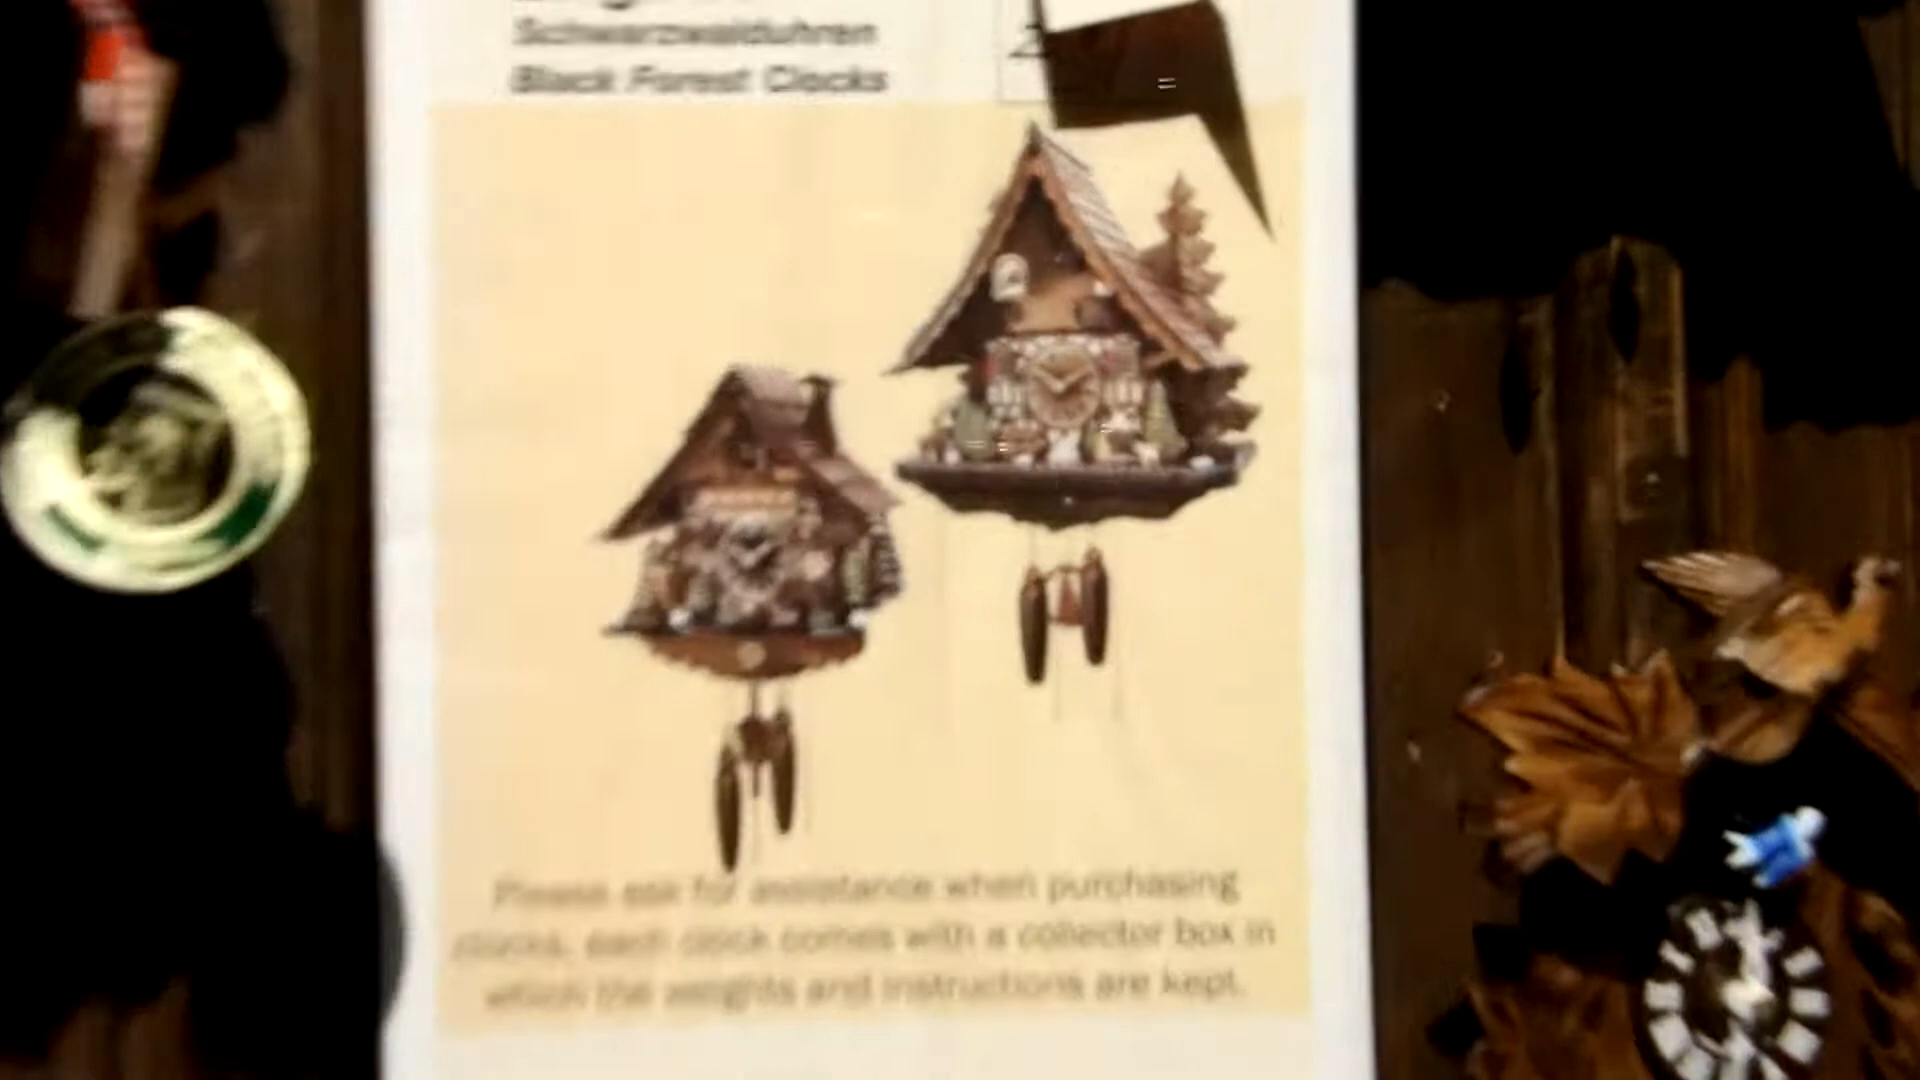 Schwarzwalduhren
Black Forest Clocks
Please ask for assistance when purchasing
clocks, each clock comes with a collector box in
which the weights and instructions are kept.